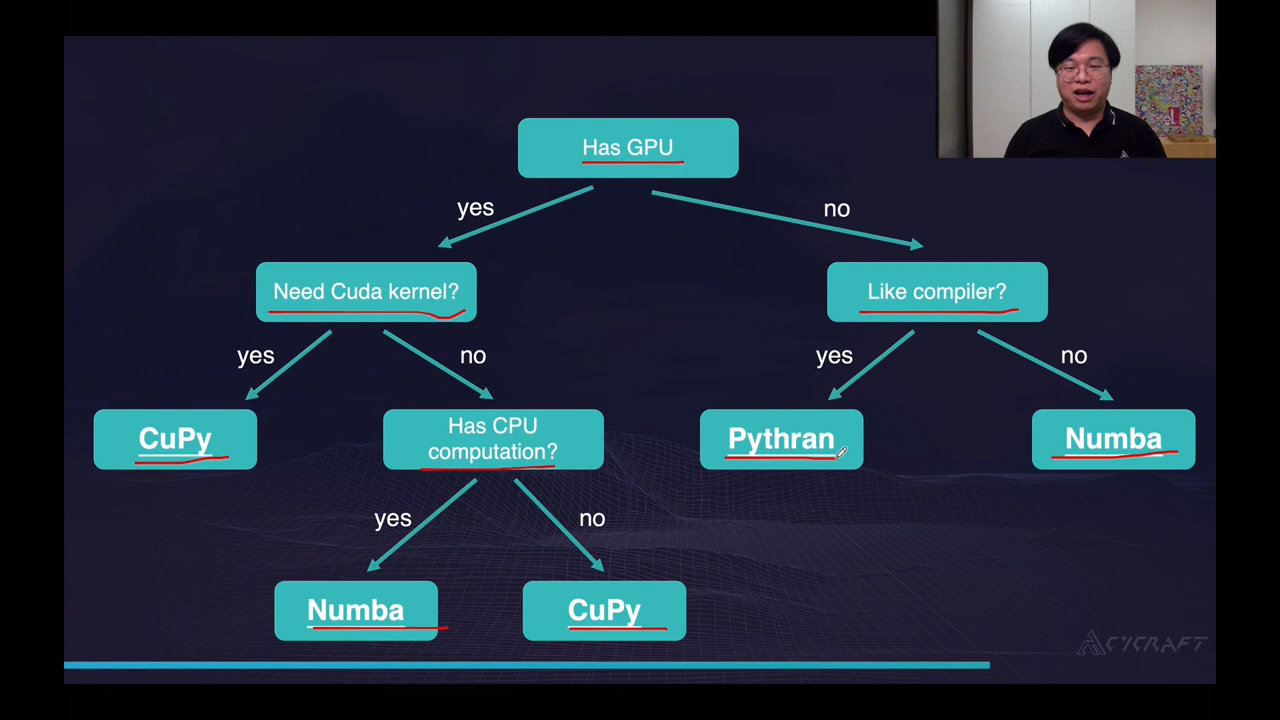 Has GPU
yes
no
Need Cuda kernel?
Like compiler?
yes
no
yes
no
CuPy
Has CPU
computation?
Pythran
Numba
yes
no
Numba
CuPy
CYCRAFT